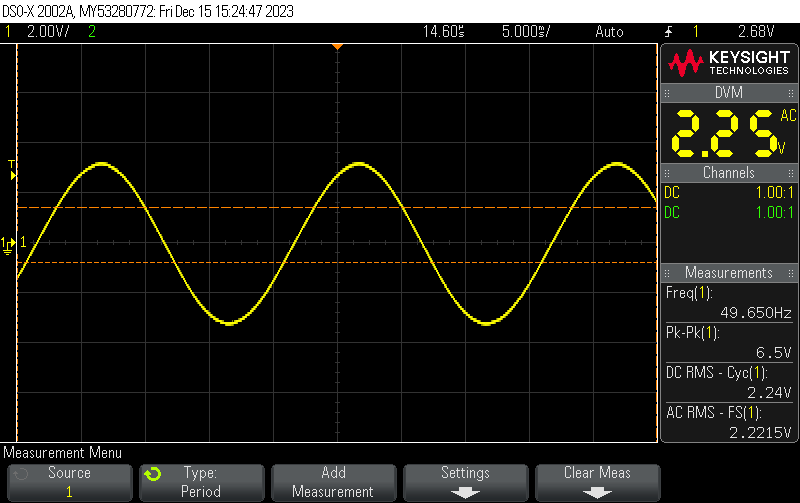 DSO-X 2002A, MY53280772: Fri Dec 15 15:24:47 2023
1 2.00V/ 2 14.60s 5.000s/ Auto 1 2.68V
KEYSIGHT
TECHNOLOGIES
DVM
AC
2.25
V
Channels
DC 1.00:1
DC 1.00:1
Measurements
Freq(1):
49.650Hz
Pk-Pk(1):
6.5V
DC RMS - Cyc(1):
2.24V
AC RMS - FS(1):
2.2215V
T
1 1
Measurement Menu
Source
1
Type:
Period
Add
Measurement
Settings
Clear Meas